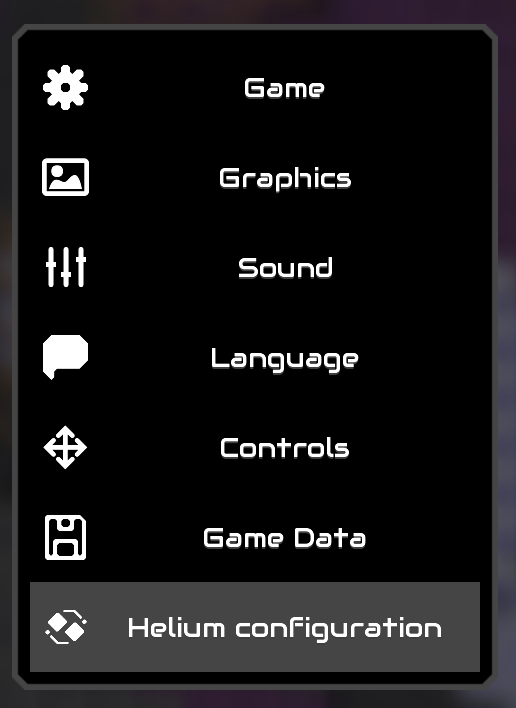 Game
Graphics
Sound
Language
Controls
Game Data
Helium configuration